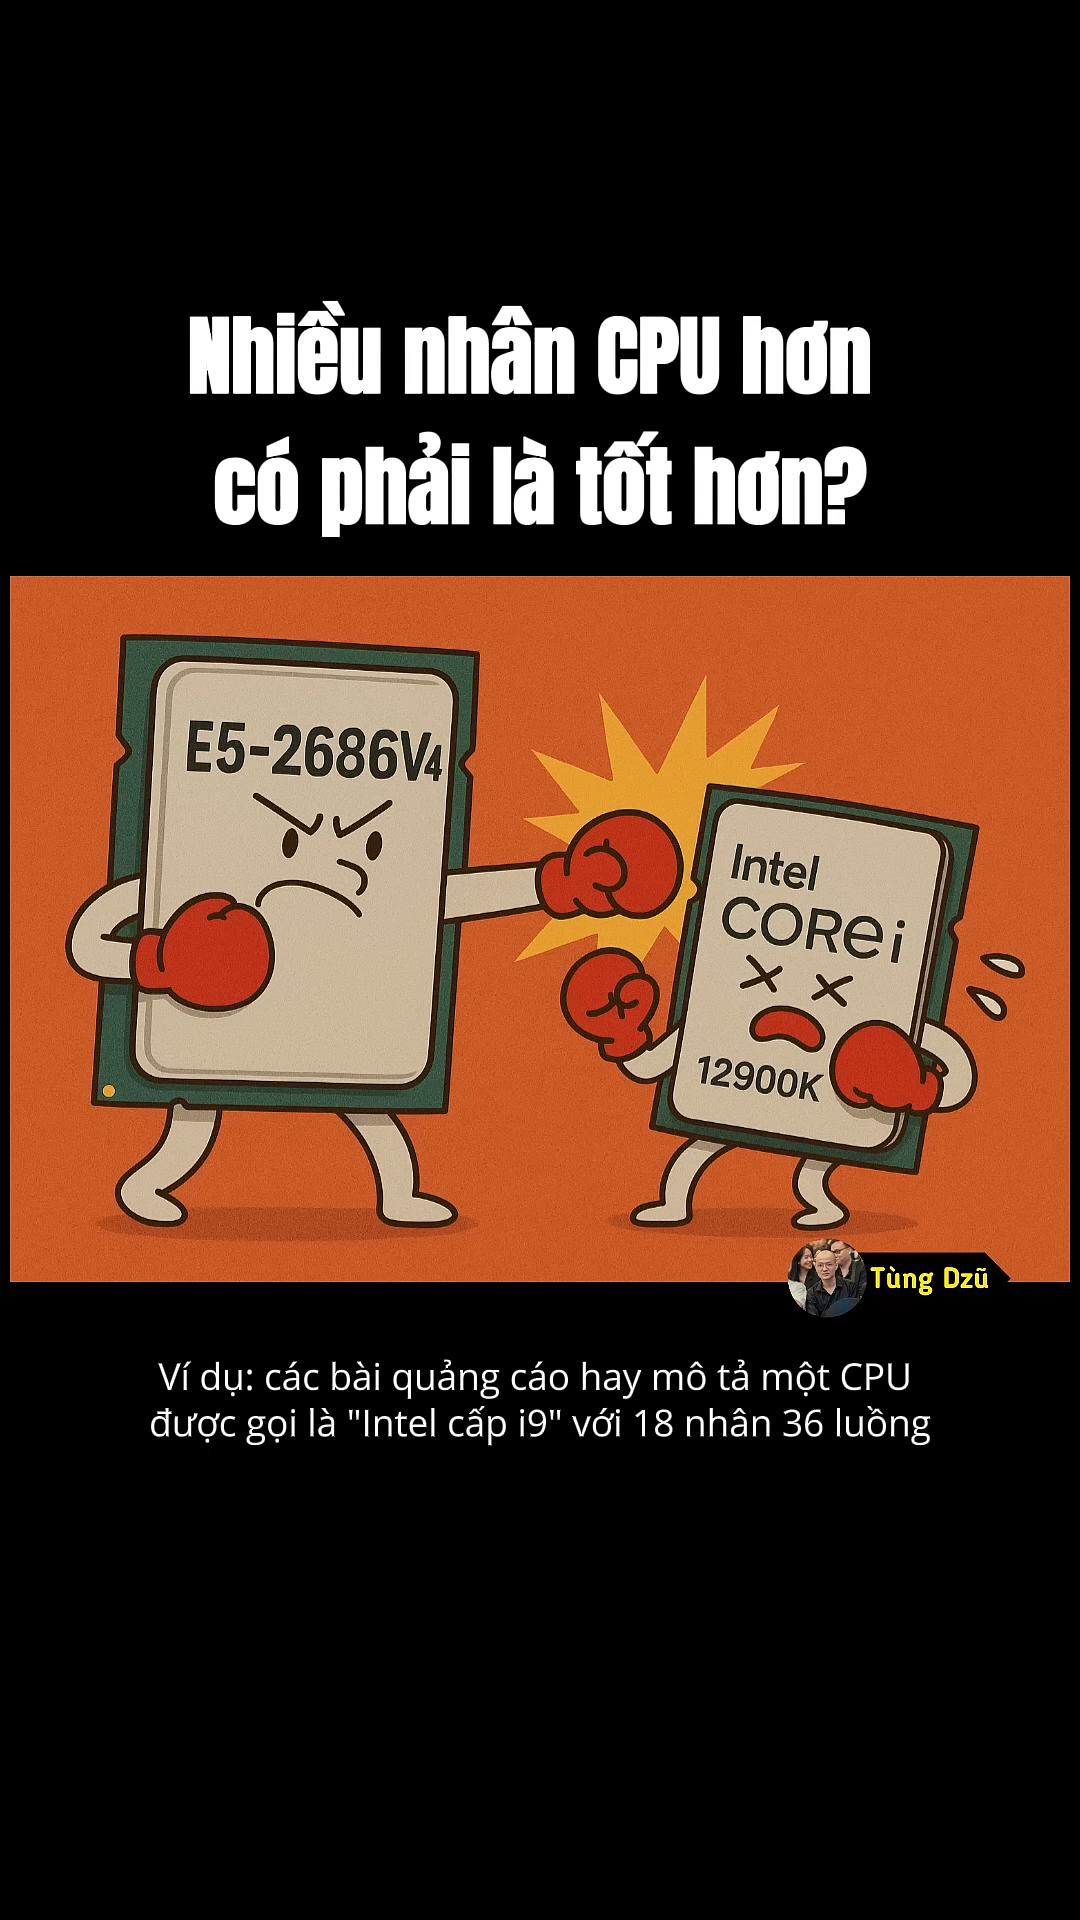 Nhiều nhân CPU hơn
có phải là tốt hơn?
E5-2686V4
Intel
CORe i
12900K
Tùng Dzũ
Ví dụ: các bài quảng cáo hay mô tả một CPU
được gọi là "Intel cấp i9" với 18 nhân 36 luồng